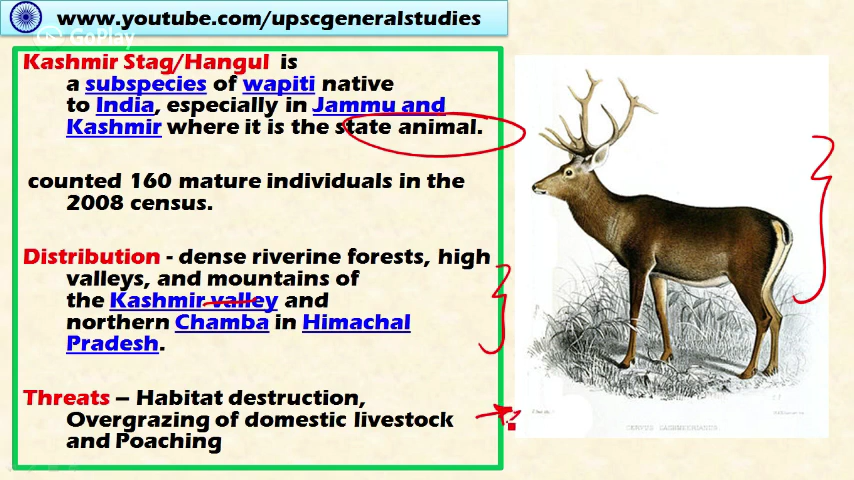 www.youtube.com/upscgeneralstudies
GoPlay
Kashmir Stag/Hangul is
a subspecies of wapiti native
to India, especially in Jammu and
Kashmir where it is the state animal.
counted 160 mature individuals in the
2008 census.
Distribution - dense riverine forests, high
valleys, and mountains of
the Kashmir valley and
northern Chamba in Himachal
Pradesh.
Threats – Habitat destruction,
Overgrazing of domestic livestock
and Poaching